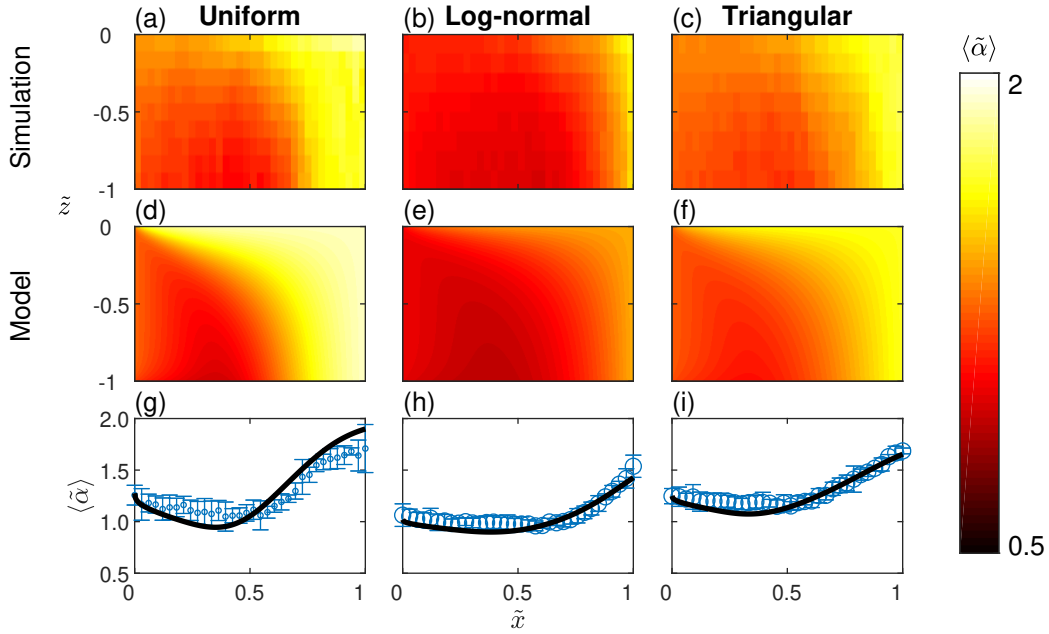 (a) Uniform (b) Log-normal (c) Triangular
⟨α̃⟩
Simulation
0
-0.5
-1
2
0.5
z̃
(d) (e) (f)
Model
0
-0.5
-1
(g) (h) (i)
⟨α̃⟩
2.0
1.5
1.0
0.5
0 0.5 1 0 0.5 1 0 0.5 1
x̃